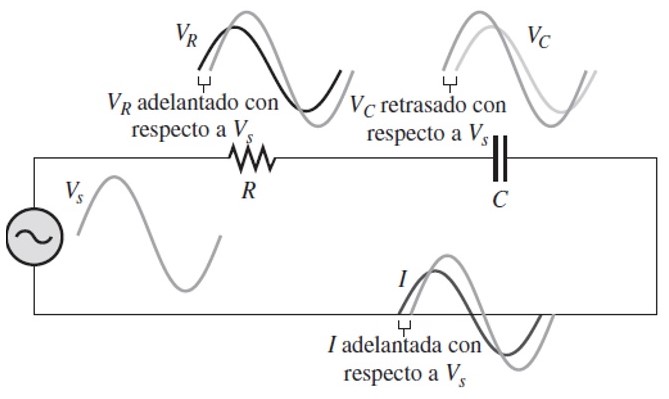 V_R
V_R adelantado con
respecto a V_s
V_C
V_C retrasado con
respecto a V_s
V_s
R
C
I
I adelantada con
respecto a V_s